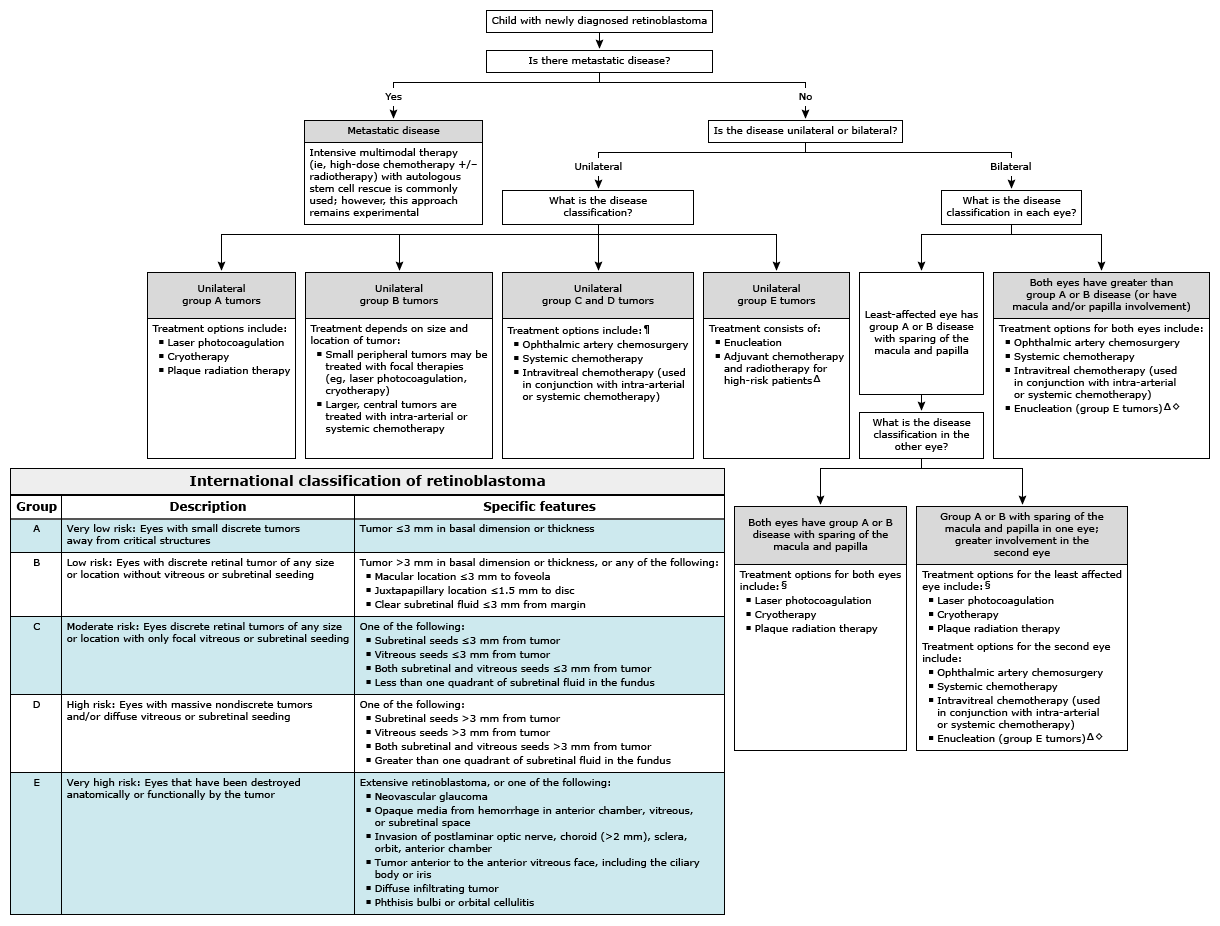 Child with newly diagnosed retinoblastoma
Is there metastatic disease?
Yes
No
Metastatic disease
Intensive multimodal therapy
(ie, high-dose chemotherapy +/–
radiotherapy) with autologous
stem cell rescue is commonly
used; however, this approach
remains experimental
Is the disease unilateral or bilateral?
Unilateral
Bilateral
What is the disease
classification?
What is the disease
classification in each eye?
Unilateral
group A tumors
Treatment options include:
▪ Laser photocoagulation
▪ Cryotherapy
▪ Plaque radiation therapy
Unilateral
group B tumors
Treatment depends on size and
location of tumor:
▪ Small peripheral tumors may be
treated with focal therapies
(eg, laser photocoagulation,
cryotherapy)
▪ Larger, central tumors are
treated with intra-arterial or
systemic chemotherapy
Unilateral
group C and D tumors
Treatment options include:¶
▪ Ophthalmic artery chemosurgery
▪ Systemic chemotherapy
▪ Intravitreal chemotherapy (used
in conjunction with intra-arterial
or systemic chemotherapy)
Unilateral
group E tumors
Treatment consists of:
▪ Enucleation
▪ Adjuvant chemotherapy
and radiotherapy for
high-risk patientsΔ
Least-affected eye has
group A or B disease
with sparing of the
macula and papilla
Both eyes have greater than
group A or B disease (or have
macula and/or papilla involvement)
Treatment options for both eyes include:
▪ Ophthalmic artery chemosurgery
▪ Systemic chemotherapy
▪ Intravitreal chemotherapy (used
in conjunction with intra-arterial
or systemic chemotherapy)
▪ Enucleation (group E tumors)Δ◇
What is the disease
classification in the
other eye?
Both eyes have group A or B
disease with sparing of the
macula and papilla
Treatment options for both eyes
include:§
▪ Laser photocoagulation
▪ Cryotherapy
▪ Plaque radiation therapy
Group A or B with sparing of the
macula and papilla in one eye;
greater involvement in the
second eye
Treatment options for the least affected
eye include:§
▪ Laser photocoagulation
▪ Cryotherapy
▪ Plaque radiation therapy
Treatment options for the second eye
include:
▪ Ophthalmic artery chemosurgery
▪ Systemic chemotherapy
▪ Intravitreal chemotherapy (used
in conjunction with intra-arterial
or systemic chemotherapy)
▪ Enucleation (group E tumors)Δ◇
International classification of retinoblastoma
Group Description Specific features
A
Very low risk: Eyes with small discrete tumors
away from critical structures
Tumor ≤3 mm in basal dimension or thickness
B
Low risk: Eyes with discrete retinal tumor of any size
or location without vitreous or subretinal seeding
Tumor >3 mm in basal dimension or thickness, or any of the following:
▪ Macular location ≤3 mm to foveola
▪ Juxtapapillary location ≤1.5 mm to disc
▪ Clear subretinal fluid ≤3 mm from margin
C
Moderate risk: Eyes discrete retinal tumors of any size
or location with only focal vitreous or subretinal seeding
One of the following:
▪ Subretinal seeds ≤3 mm from tumor
▪ Vitreous seeds ≤3 mm from tumor
▪ Both subretinal and vitreous seeds ≤3 mm from tumor
▪ Less than one quadrant of subretinal fluid in the fundus
D
High risk: Eyes with massive nondiscrete tumors
and/or diffuse vitreous or subretinal seeding
One of the following:
▪ Subretinal seeds >3 mm from tumor
▪ Vitreous seeds >3 mm from tumor
▪ Both subretinal and vitreous seeds >3 mm from tumor
▪ Greater than one quadrant of subretinal fluid in the fundus
E
Very high risk: Eyes that have been destroyed
anatomically or functionally by the tumor
Extensive retinoblastoma, or one of the following:
▪ Neovascular glaucoma
▪ Opaque media from hemorrhage in anterior chamber, vitreous,
or subretinal space
▪ Invasion of postlaminar optic nerve, choroid (>2 mm), sclera,
orbit, anterior chamber
▪ Tumor anterior to the anterior vitreous face, including the ciliary
body or iris
▪ Diffuse infiltrating tumor
▪ Phthisis bulbi or orbital cellulitis